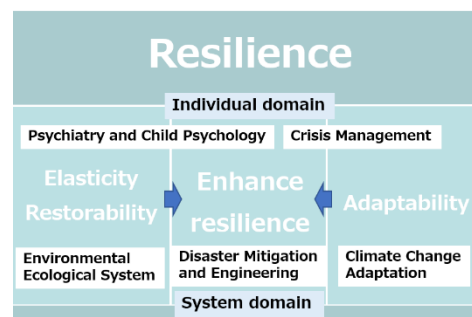 Resilience
Individual domain
Psychiatry and Child Psychology
Crisis Management
Elasticity
Restorability
Enhance
resilience
Adaptability
Environmental
Ecological System
Disaster Mitigation
and Engineering
Climate Change
Adaptation
System domain